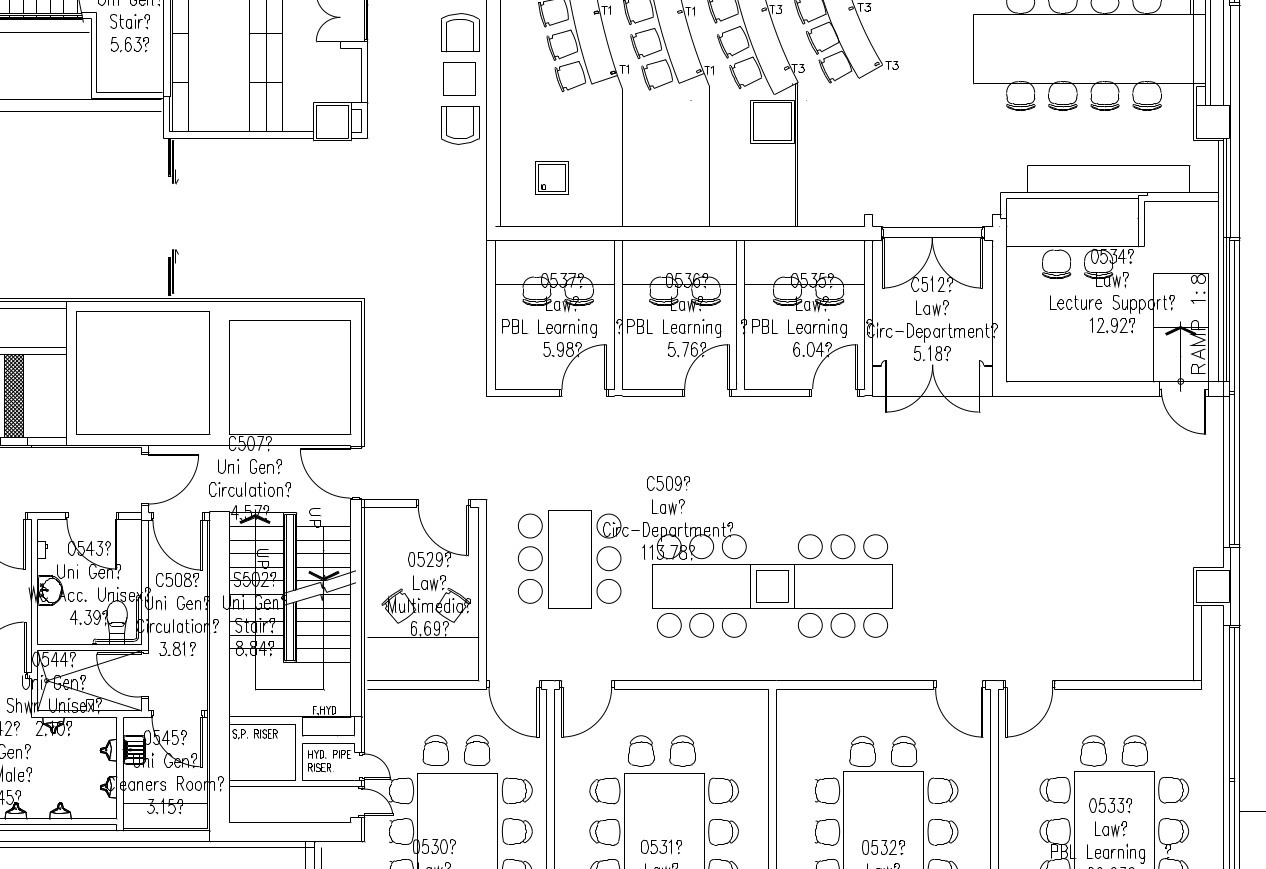 Uni Gen?
Stair?
5.63?
T1
T1
T3
T3
T1
T1
T3
T3
0537?
Law?
PBL Learning ?
5.98?
0536?
Law?
PBL Learning ?
5.76?
0535?
Law?
PBL Learning ?
6.04?
C512?
Law?
Circ-Department?
5.18?
0534?
Law?
Lecture Support?
12.92?
RAMP 1:8
C507?
Uni Gen?
Circulation?
4.57?
UP
UP
C509?
Law?
Circ-Department?
113.78?
0529?
Law?
Multimedia?
6.69?
0543?
Uni Gen?
Wc Acc. Unisex?
4.39?
C508?
Uni Gen?
Circulation?
3.81?
S502?
Uni Gen?
Stair?
8.84?
0544?
Uni Gen?
Shwr Unisex?
F.HYD
S.P. RISER
HYD. PIPE
RISER.
0545?
Uni Gen?
Cleaners Room?
3.15?
Gen?
0530?
Law?
0531?
Law?
0532?
Law?
0533?
Law?
PBL Learning ?